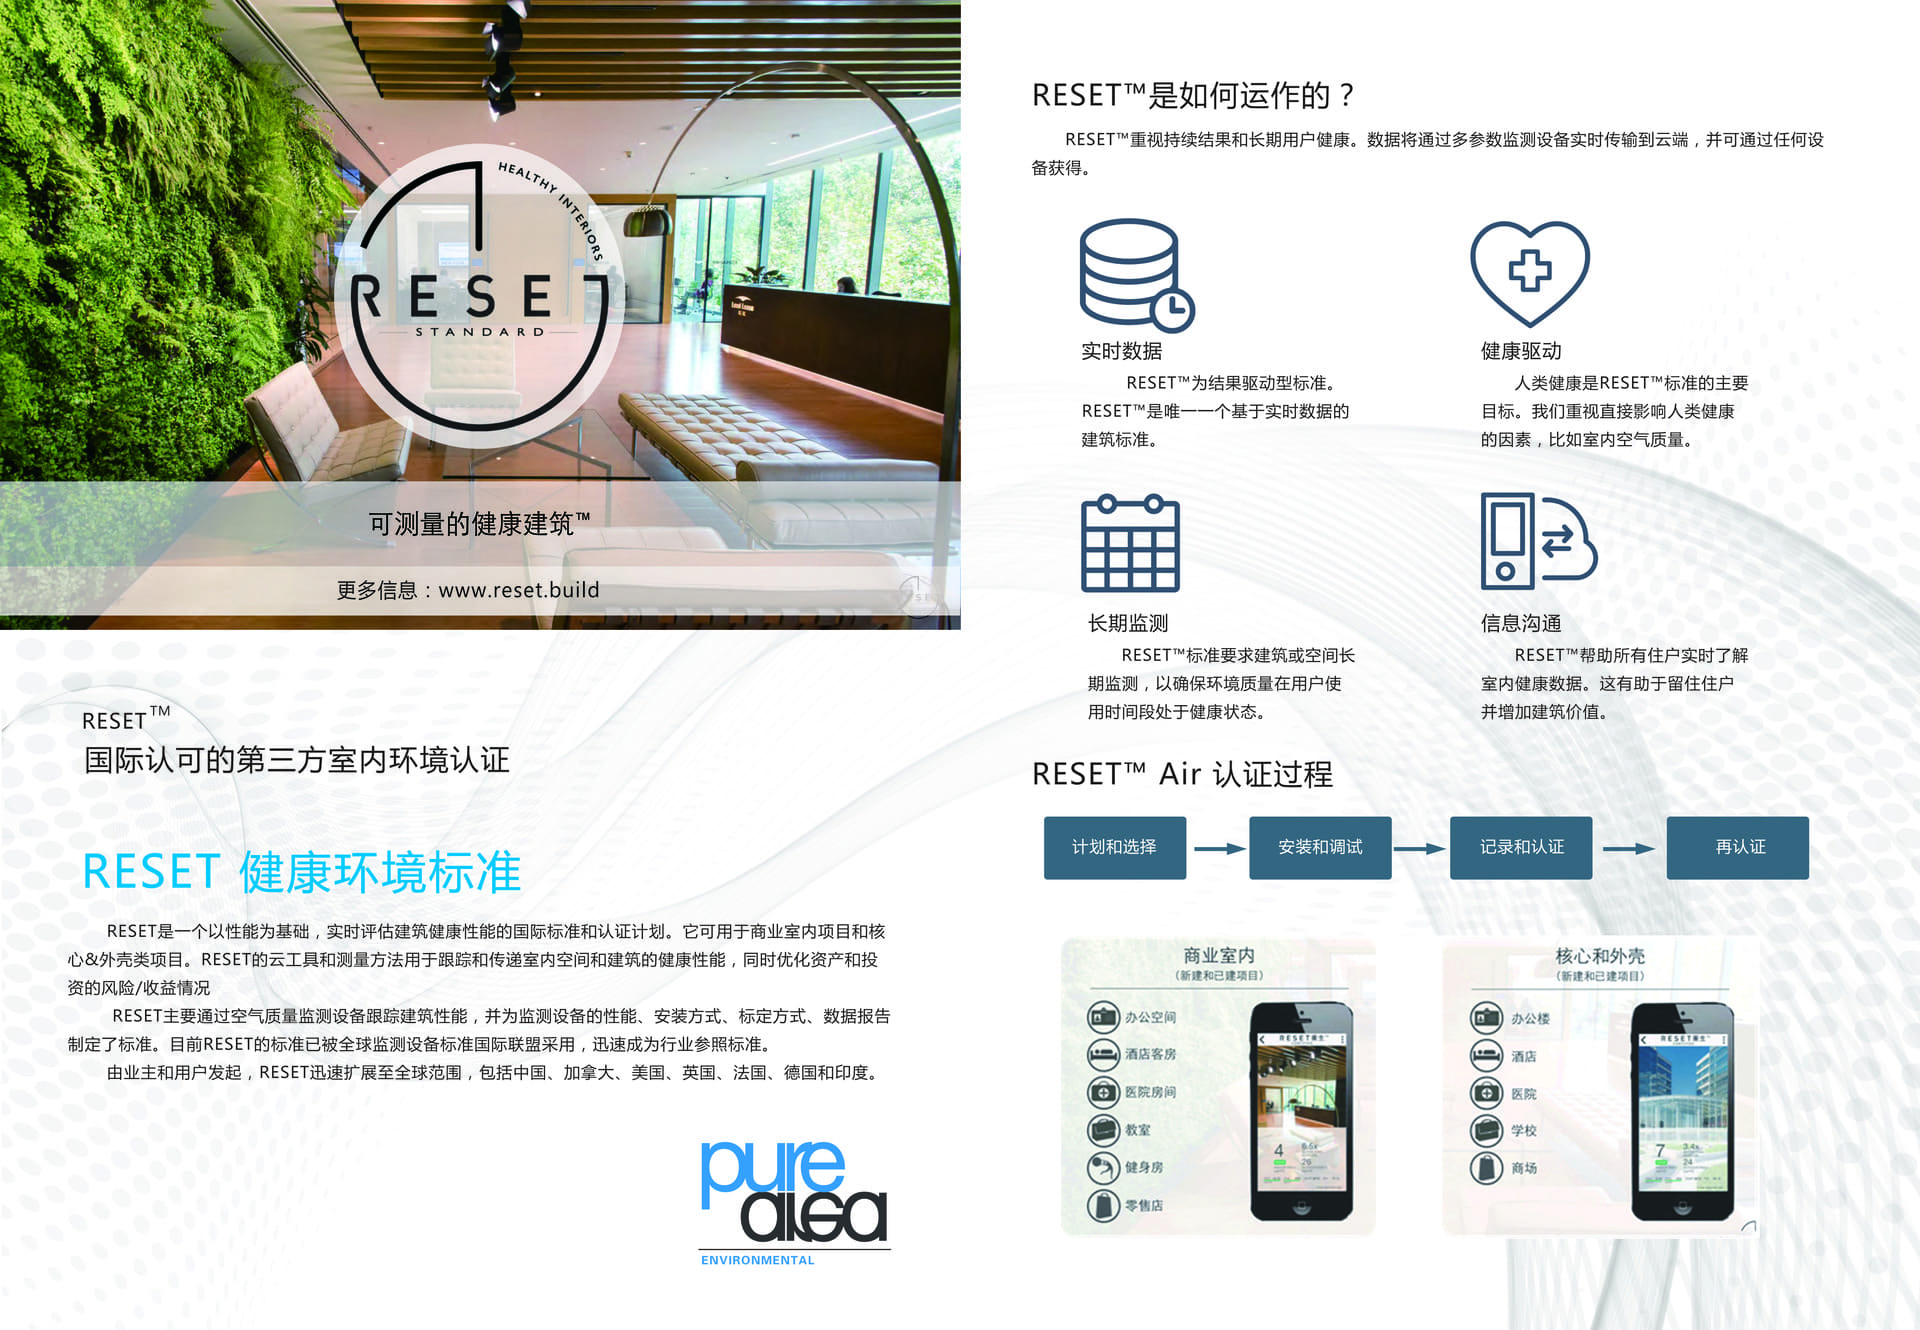 HEALTHY INTERIORS
RESET
STANDARD
可测量的健康建筑™
更多信息：www.reset.build
RESET™
国际认可的第三方室内环境认证
RESET 健康环境标准
RESET是一个以性能为基础，实时评估建筑健康性能的国际标准和认证计划。它可用于商业室内项目和核
心&外壳类项目。RESET的云工具和测量方法用于跟踪和传递室内空间和建筑的健康性能，同时优化资产和投
资的风险/收益情况
RESET主要通过空气质量监测设备跟踪建筑性能，并为监测设备的性能、安装方式、标定方式、数据报告
制定了标准。目前RESET的标准已被全球监测设备标准国际联盟采用，迅速成为行业参照标准。
由业主和用户发起，RESET迅速扩展至全球范围，包括中国、加拿大、美国、英国、法国、德国和印度。
pure
ENVIRONMENTAL
RESET™是如何运作的？
RESET™重视持续结果和长期用户健康。数据将通过多参数监测设备实时传输到云端，并可通过任何设
备获得。
实时数据
RESET™为结果驱动型标准。
RESET™是唯一一个基于实时数据的
建筑标准。
健康驱动
人类健康是RESET™标准的主要
目标。我们重视直接影响人类健康
的因素，比如室内空气质量。
长期监测
RESET™标准要求建筑或空间长
期监测，以确保环境质量在用户使
用时间段处于健康状态。
信息沟通
RESET™帮助所有住户实时了解
室内健康数据。这有助于留住住户
并增加建筑价值。
RESET™ Air 认证过程
计划和选择
安装和调试
记录和认证
再认证
商业室内
（新建和已建项目）
办公空间
酒店客房
医院房间
教室
健身房
零售店
4
26
核心和外壳
（新建和已建项目）
办公楼
酒店
医院
学校
商场
7
3.4x
24